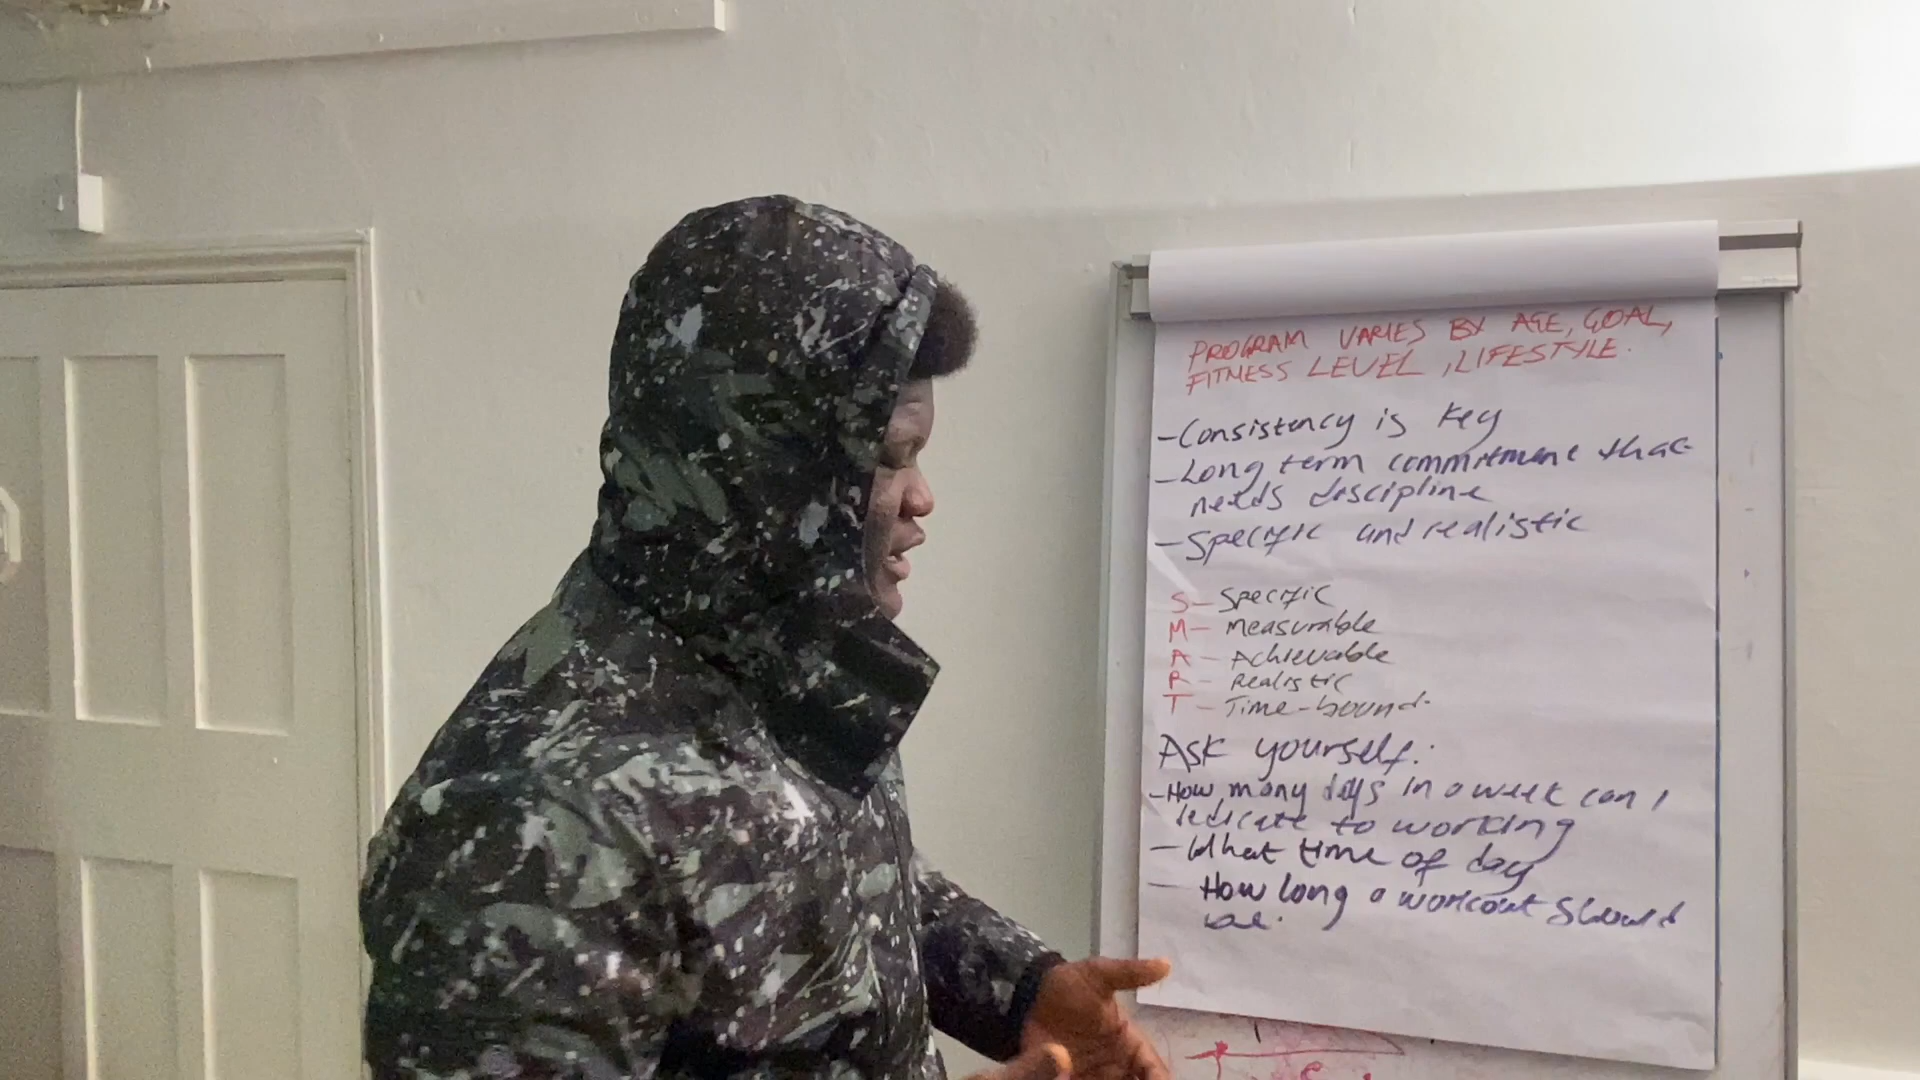 PROGRAM VARIES BY AGE, GOAL,
FITNESS LEVEL, LIFESTYLE.
- Consistency is key
- Long term commitment that
needs discipline
- Specific and realistic
S - Specific
M - Measurable
A - Achievable
R - Realistic
T - Time-bound.
Ask yourself:
- How many days in a week can I
dedicate to working
- What time of day
- How long a workout should
be.